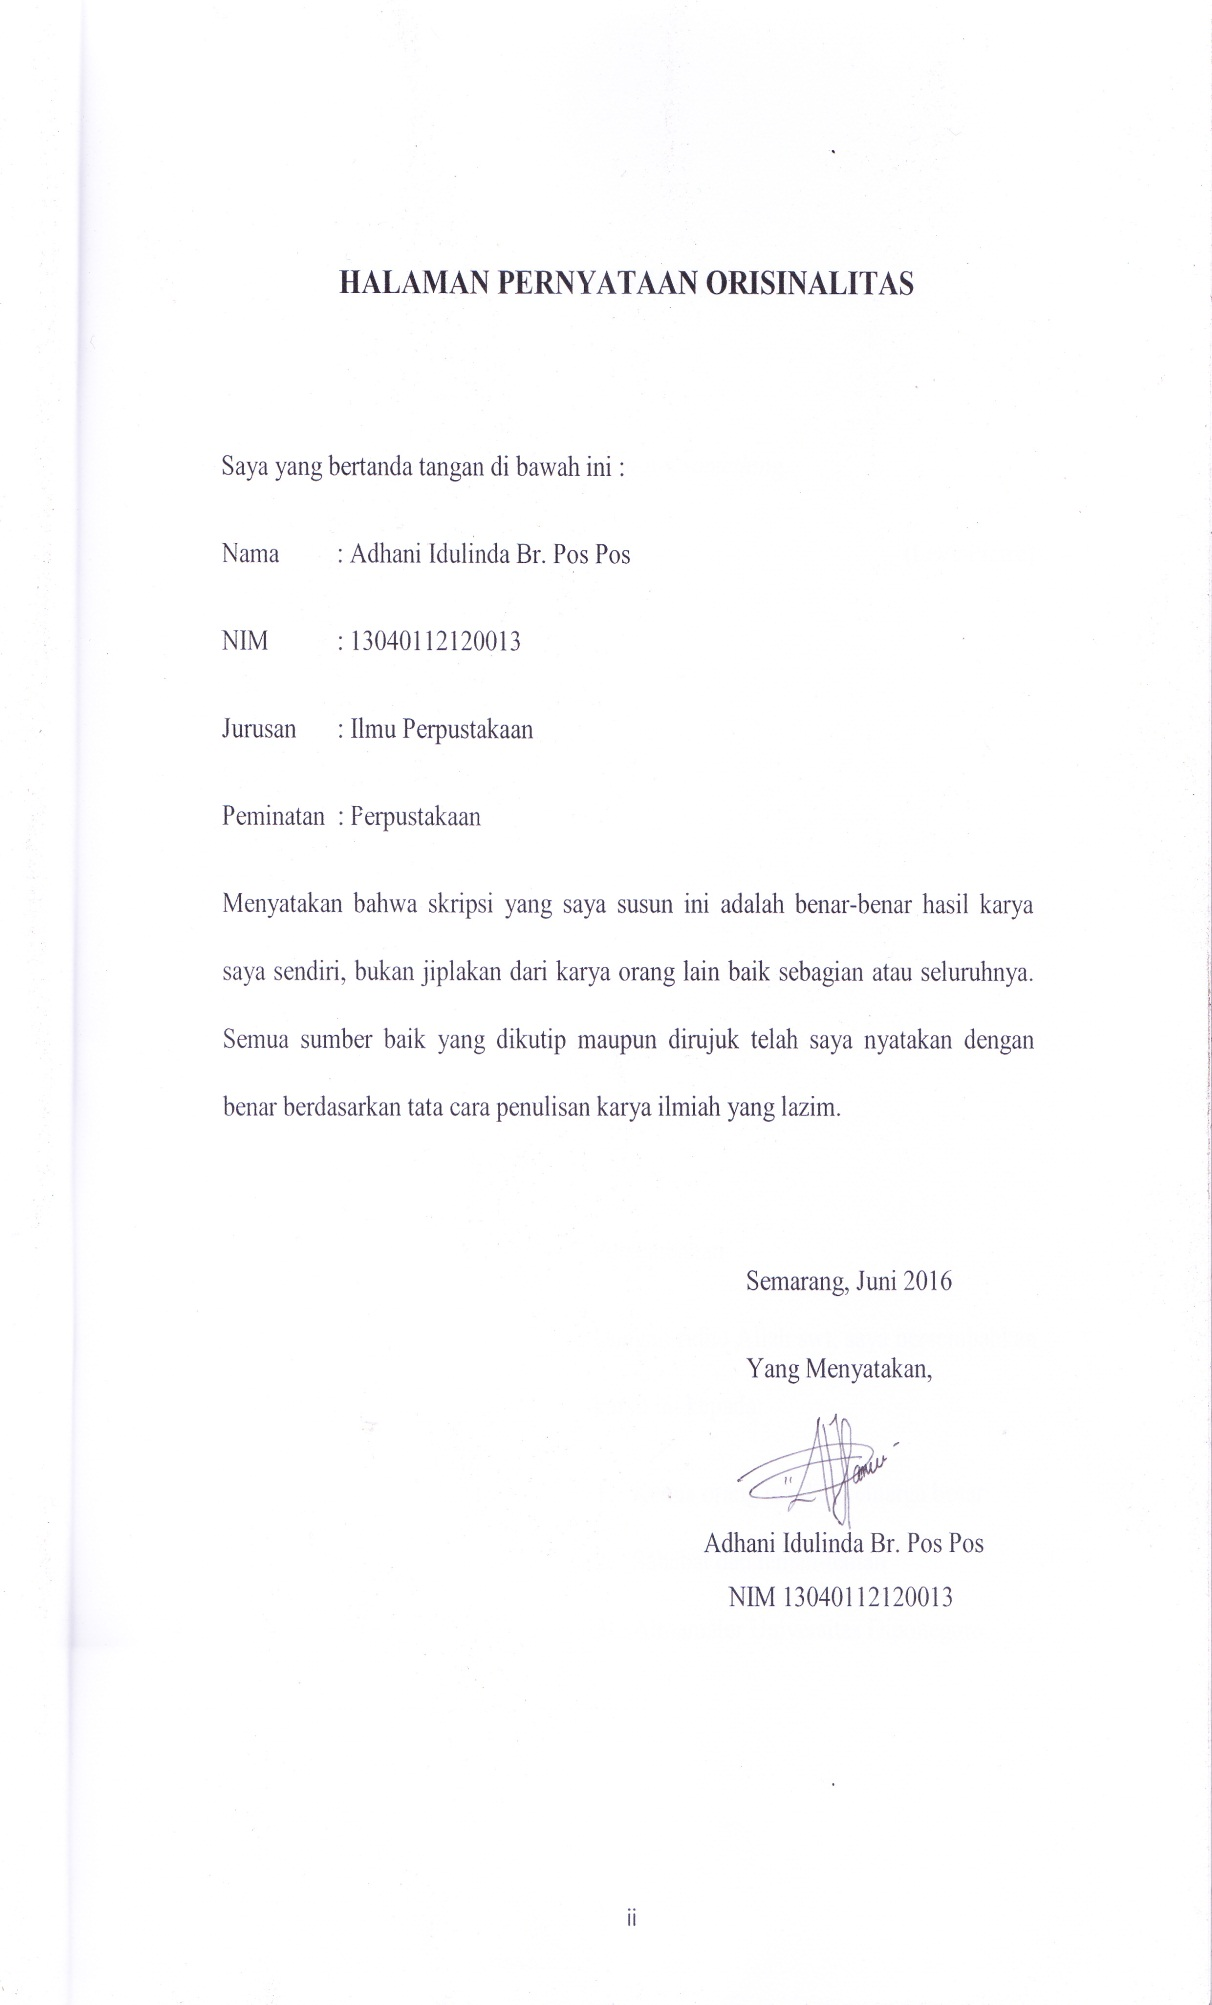 HALAMAN PERNYATAAN ORISINALITAS
Saya yang bertanda tangan di bawah ini :
Nama : Adhani Idulinda Br. Pos Pos
NIM : 13040112120013
Jurusan : Ilmu Perpustakaan
Peminatan : Perpustakaan
Menyatakan bahwa skripsi yang saya susun ini adalah benar-benar hasil karya
saya sendiri, bukan jiplakan dari karya orang lain baik sebagian atau seluruhnya.
Semua sumber baik yang dikutip maupun dirujuk telah saya nyatakan dengan
benar berdasarkan tata cara penulisan karya ilmiah yang lazim.
Semarang, Juni 2016
Yang Menyatakan,
Adhani Idulinda Br. Pos Pos
NIM 13040112120013
ii